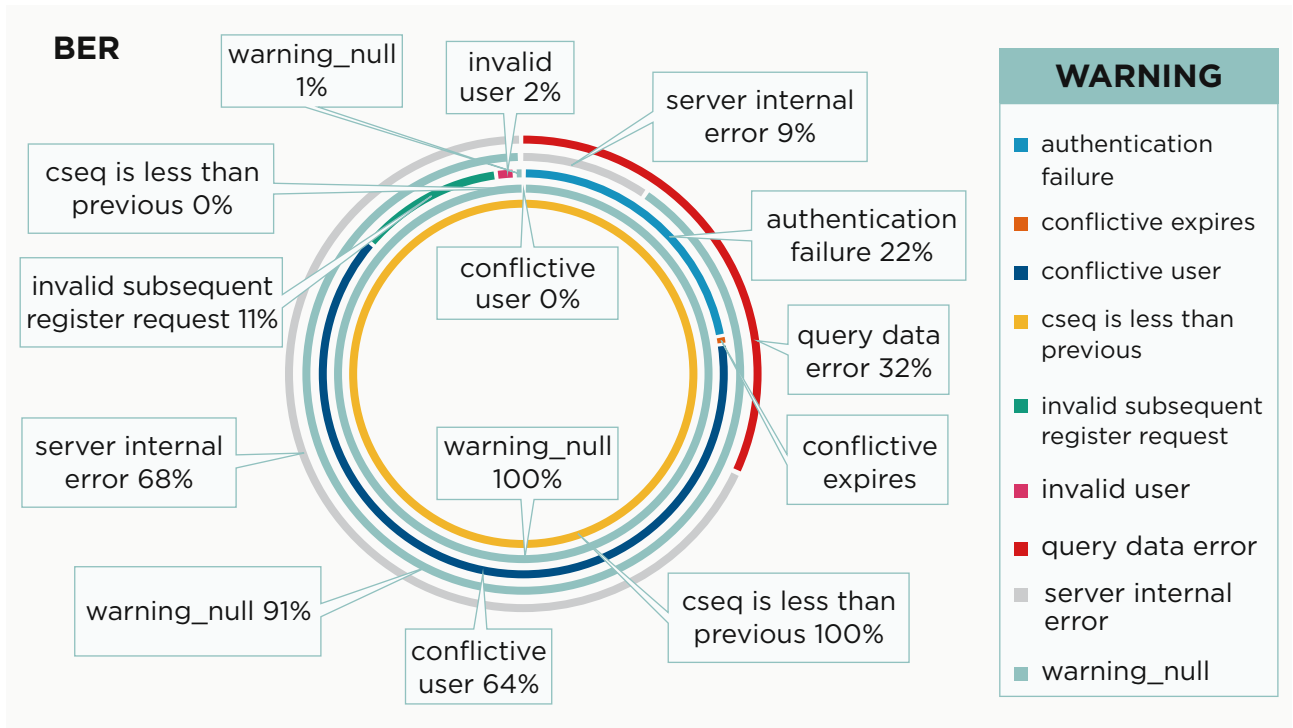 BER
warning_null
1%
invalid
user 2%
server internal
error 9%
cseq is less than
previous 0%
authentication
failure 22%
conflictive
user 0%
invalid subsequent
register request 11%
query data
error 32%
server internal
error 68%
warning_null
100%
conflictive
expires
warning_null 91%
conflictive
user 64%
cseq is less than
previous 100%
WARNING
authentication
failure
conflictive expires
conflictive user
cseq is less than
previous
invalid subsequent
register request
invalid user
query data error
server internal
error
warning_null